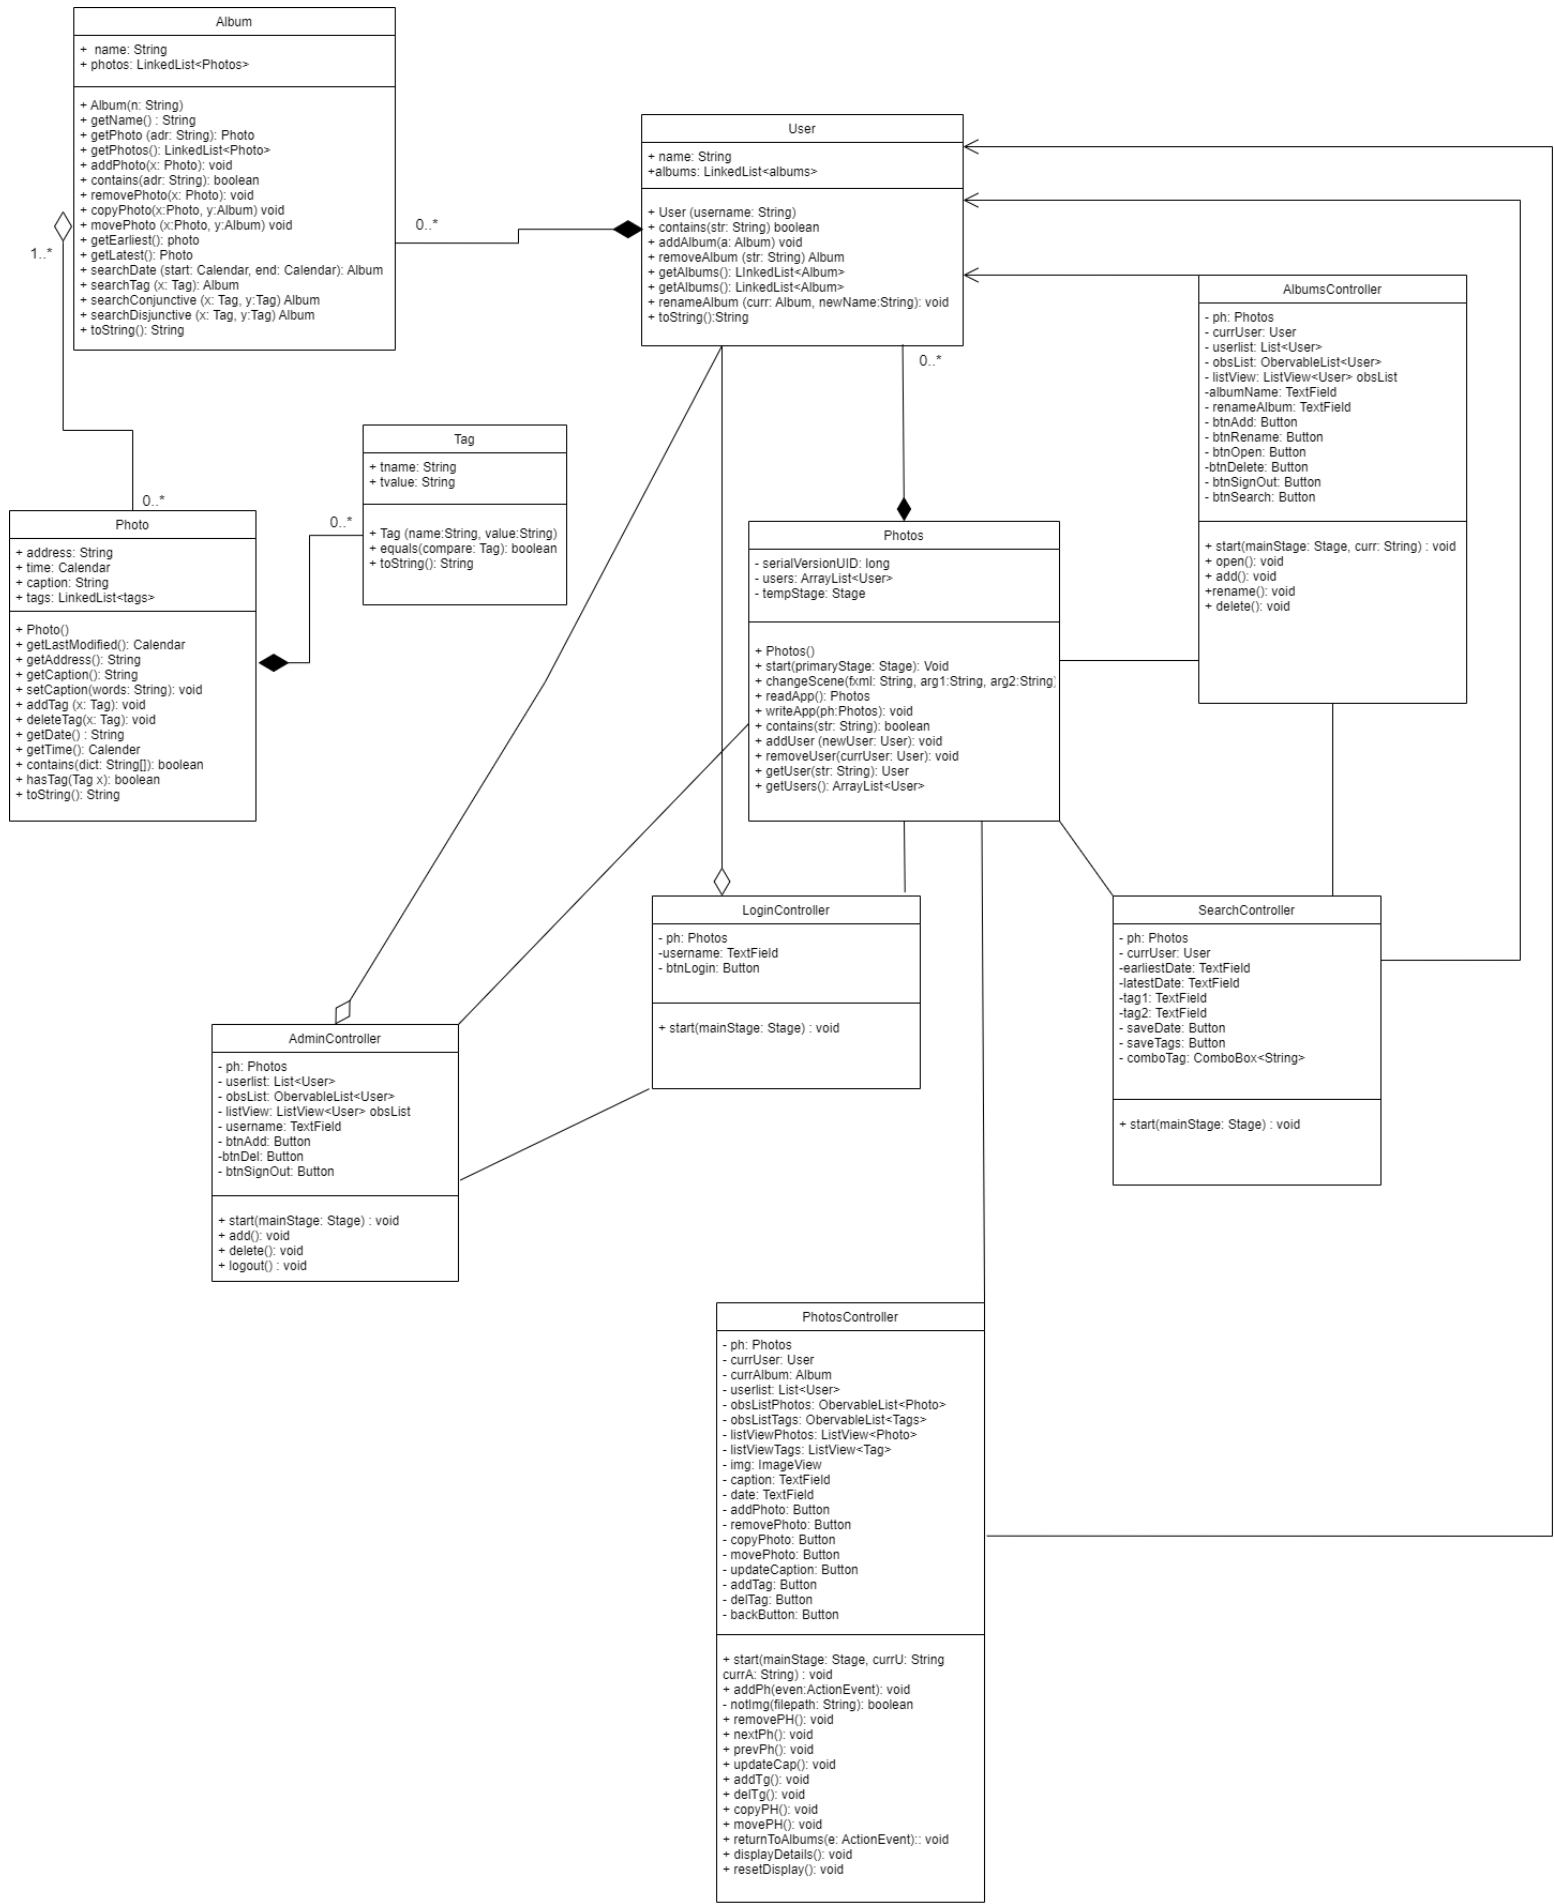 Album
+  name: String
+ photos: LinkedList<Photos>
+ Album(n: String)
+ getName() : String
+ getPhoto (adr: String): Photo
+ getPhotos(): LinkedList<Photo>
+ addPhoto(x: Photo): void
+ contains(adr: String): boolean
+ removePhoto(x: Photo): void
+ copyPhoto(x:Photo, y:Album) void
+ movePhoto (x:Photo, y:Album) void
+ getEarliest(): photo
+ getLatest(): Photo
+ searchDate (start: Calendar, end: Calendar): Album
+ searchTag (x: Tag): Album
+ searchConjunctive (x: Tag, y:Tag) Album
+ searchDisjunctive (x: Tag, y:Tag) Album
+ toString(): String
1..*
0..*
User
+ name: String
+albums: LinkedList<albums>
+ User (username: String)
+ contains(str: String) boolean
+ addAlbum(a: Album) void
+ removeAlbum (str: String) Album
+ getAlbums(): LInkedList<Album>
+ getAlbums(): LinkedList<Album>
+ renameAlbum (curr: Album, newName:String): void
+ toString():String
0..*
AlbumsController
- ph: Photos
- currUser: User
- userlist: List<User>
- obsList: ObervableList<User>
- listView: ListView<User> obsList
-albumName: TextField
- renameAlbum: TextField
- btnAdd: Button
- btnRename: Button
- btnOpen: Button
-btnDelete: Button
- btnSignOut: Button
- btnSearch: Button
+ start(mainStage: Stage, curr: String) : void
+ open(): void
+ add(): void
+rename(): void
+ delete(): void
Tag
+ tname: String
+ tvalue: String
+ Tag (name:String, value:String)
+ equals(compare: Tag): boolean
+ toString(): String
0..*
0..*
Photo
+ address: String
+ time: Calendar
+ caption: String
+ tags: LinkedList<tags>
+ Photo()
+ getLastModified(): Calendar
+ getAddress(): String
+ getCaption(): String
+ setCaption(words: String): void
+ addTag (x: Tag): void
+ deleteTag(x: Tag): void
+ getDate() : String
+ getTime(): Calender
+ contains(dict: String[]): boolean
+ hasTag(Tag x): boolean
+ toString(): String
Photos
- serialVersionUID: long
- users: ArrayList<User>
- tempStage: Stage
+ Photos()
+ start(primaryStage: Stage): Void
+ changeScene(fxml: String, arg1:String, arg2:String)
+ readApp(): Photos
+ writeApp(ph:Photos): void
+ contains(str: String): boolean
+ addUser (newUser: User): void
+ removeUser(currUser: User): void
+ getUser(str: String): User
+ getUsers(): ArrayList<User>
LoginController
- ph: Photos
-username: TextField
- btnLogin: Button
+ start(mainStage: Stage) : void
SearchController
- ph: Photos
- currUser: User
-earliestDate: TextField
-latestDate: TextField
-tag1: TextField
-tag2: TextField
- saveDate: Button
- saveTags: Button
- comboTag: ComboBox<String>
+ start(mainStage: Stage) : void
AdminController
- ph: Photos
- userlist: List<User>
- obsList: ObervableList<User>
- listView: ListView<User> obsList
- username: TextField
- btnAdd: Button
-btnDel: Button
- btnSignOut: Button
+ start(mainStage: Stage) : void
+ add(): void
+ delete(): void
+ logout() : void
PhotosController
- ph: Photos
- currUser: User
- currAlbum: Album
- userlist: List<User>
- obsListPhotos: ObervableList<Photo>
- obsListTags: ObervableList<Tags>
- listViewPhotos: ListView<Photo>
- listViewTags: ListView<Tag>
- img: ImageView
- caption: TextField
- date: TextField
- addPhoto: Button
- removePhoto: Button
- copyPhoto: Button
- movePhoto: Button
- updateCaption: Button
- addTag: Button
- delTag: Button
- backButton: Button
+ start(mainStage: Stage, currU: String
currA: String) : void
+ addPh(even:ActionEvent): void
- notImg(filepath: String): boolean
+ removePH(): void
+ nextPh(): void
+ prevPh(): void
+ updateCap(): void
+ addTg(): void
+ delTg(): void
+ copyPH(): void
+ movePH(): void
+ returnToAlbums(e: ActionEvent):: void
+ displayDetails(): void
+ resetDisplay(): void